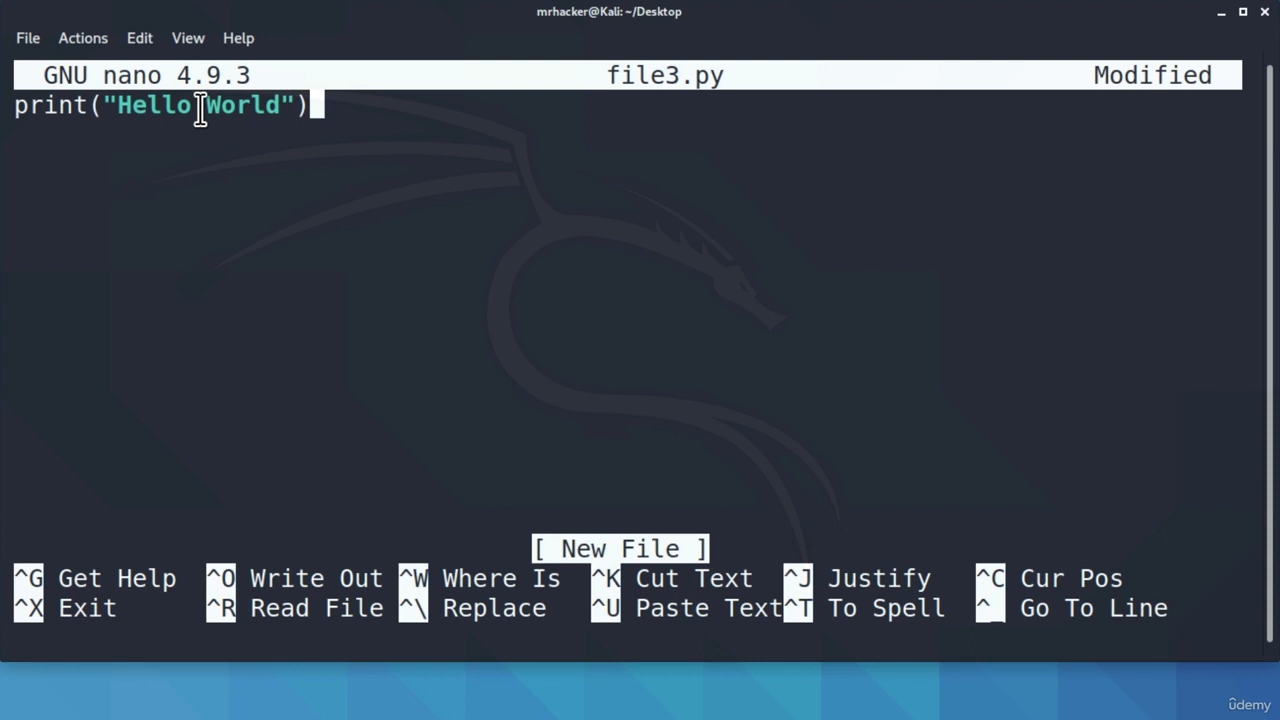 mrhacker@Kali: ~/Desktop
File Actions Edit View Help
GNU nano 4.9.3 file3.py Modified
print("Hello World")
[ New File ]
^G Get Help ^O Write Out ^W Where Is ^K Cut Text ^J Justify ^C Cur Pos
^X Exit ^R Read File ^\ Replace ^U Paste Text ^T To Spell ^_ Go To Line
ûdemy